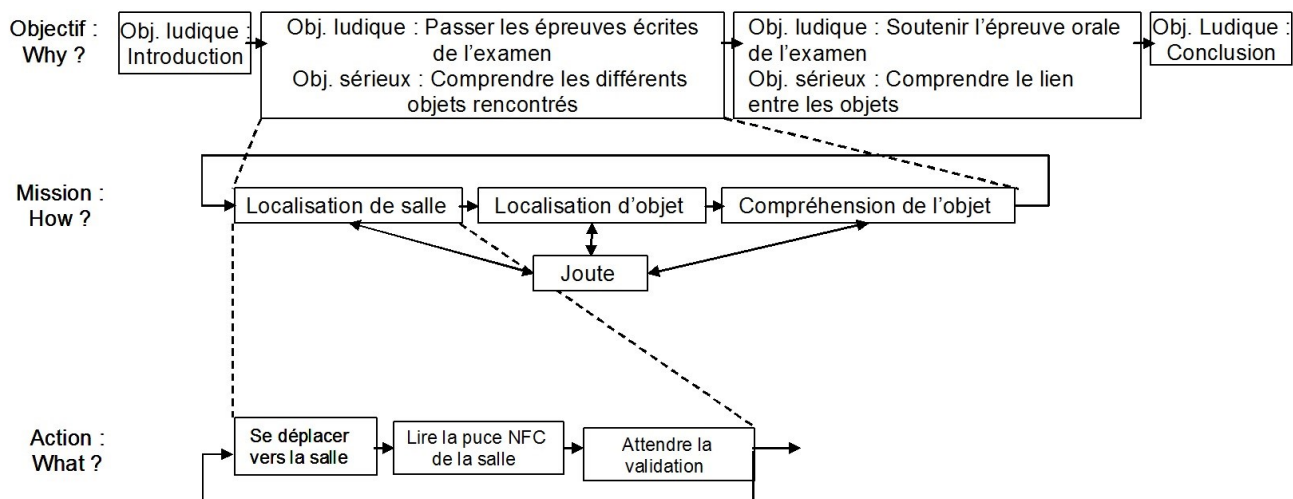 Objectif :
Why ?
Obj. ludique :
Introduction
Obj. ludique : Passer les épreuves écrites
de l'examen
Obj. sérieux : Comprendre les différents
objets rencontrés
Obj. ludique : Soutenir l'épreuve orale
de l'examen
Obj. sérieux : Comprendre le lien
entre les objets
Obj. Ludique :
Conclusion
Mission :
How ?
Localisation de salle
Localisation d'objet
Compréhension de l'objet
Joute
Action :
What ?
Se déplacer
vers la salle
Lire la puce NFC
de la salle
Attendre la
validation